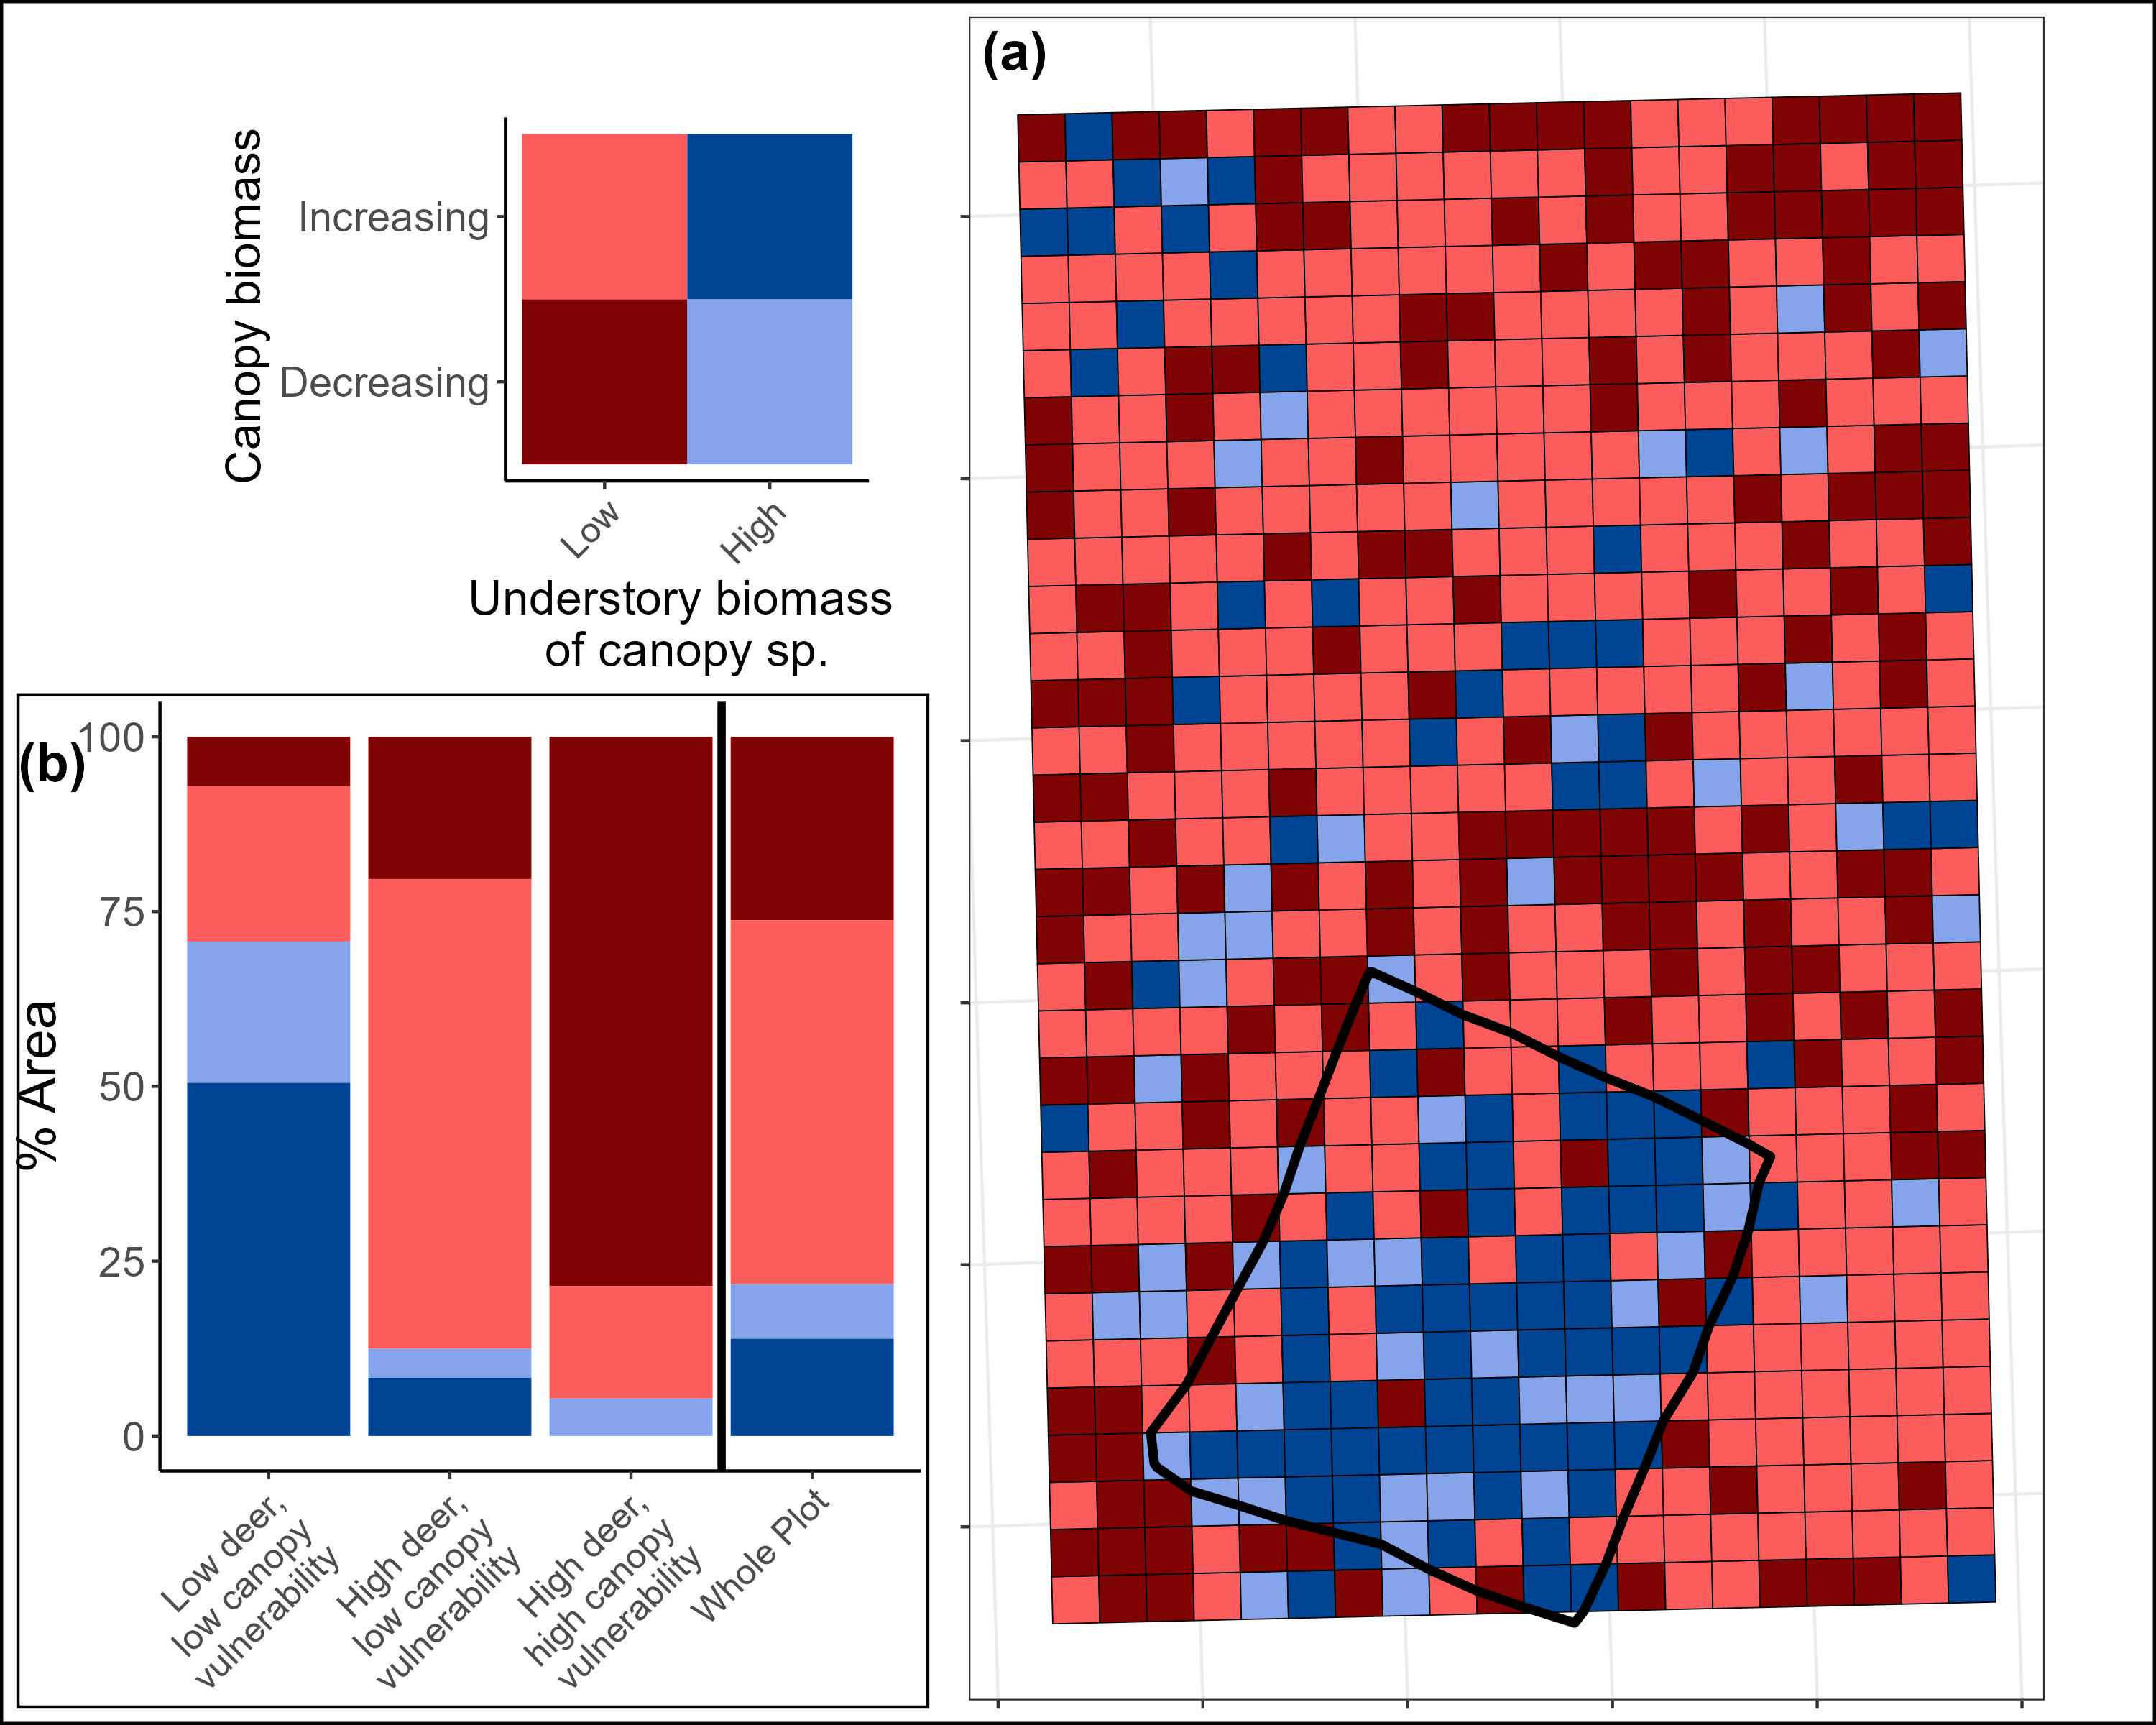 (a)
Canopy biomass
Increasing
Decreasing
Low
High
Understory biomass
of canopy sp.
(b)
% Area
100
75
50
25
0
Low deer,
low canopy
vulnerability
High deer,
low canopy
vulnerability
High deer,
high canopy
vulnerability
Whole Plot